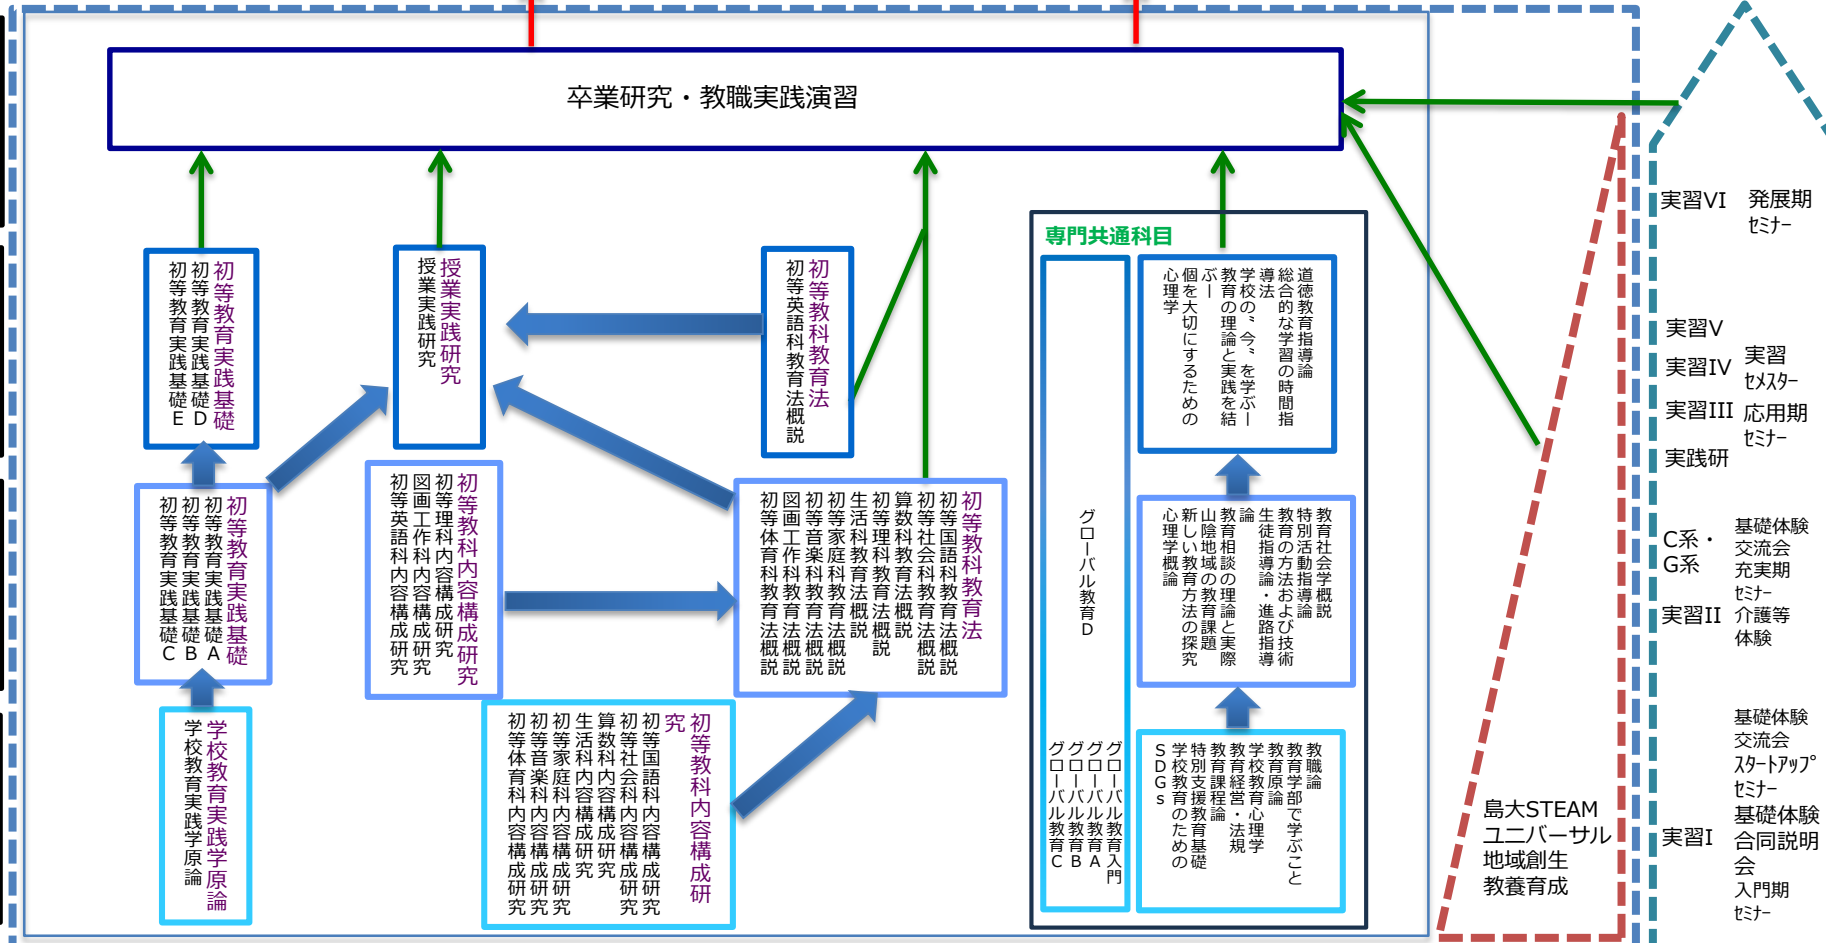 卒業研究・教職実践演習
初等教育実践基礎
初等教育実践基礎D
初等教育実践基礎E
授業実践研究
授業実践研究
初等教科教育法
初等英語科教育法概説
専門共通科目
道徳教育指導論
総合的な学習の時間指
導法
学校の〝今〟を学ぶー
教育の理論と実践を結
ぶー
個を大切にするための
心理学
初等教育実践基礎
初等教育実践基礎A
初等教育実践基礎B
初等教育実践基礎C
初等教科内容構成研究
初等理科内容構成研究
図画工作科内容構成研究
初等英語科内容構成研究
初等教科教育法
初等国語科教育法概説
初等社会科教育法概説
算数科教育法概説
初等理科教育法概説
生活科教育法概説
初等家庭科教育法概説
初等音楽科教育法概説
図画工作科教育法概説
初等体育科教育法概説
グローバル教育D
教育社会学概説
特別活動指導論
教育の方法および技術
生徒指導論・進路指導
論
教育相談の理論と実際
山陰地域の教育課題
新しい教育方法の探究
心理学概論
学校教育実践学原論
学校教育実践学原論
初等教科内容構成研
究
初等国語科内容構成研究
初等社会科内容構成研究
算数科内容構成研究
生活科内容構成研究
初等家庭科内容構成研究
初等音楽科内容構成研究
初等体育科内容構成研究
グローバル教育入門
グローバル教育A
グローバル教育B
グローバル教育C
教職論
教育学部で学ぶこと
教育原論
学校教育心理学
教育経営・法規
教育課程論
特別支援教育基礎
学校教育のための
SDGs
島大STEAM
ユニバーサル
地域創生
教養育成
実習VI
発展期
ｾﾐﾅｰ
実習V
実習IV
実習
ｾﾒｽﾀｰ
実習III
応用期
ｾﾐﾅｰ
実践研
C系・
G系
基礎体験
交流会
充実期
ｾﾐﾅｰ
実習II
介護等
体験
基礎体験
交流会
ｽﾀｰﾄｱｯﾌﾟ
ｾﾐﾅｰ
実習I
基礎体験
合同説明
会
入門期
ｾﾐﾅｰ